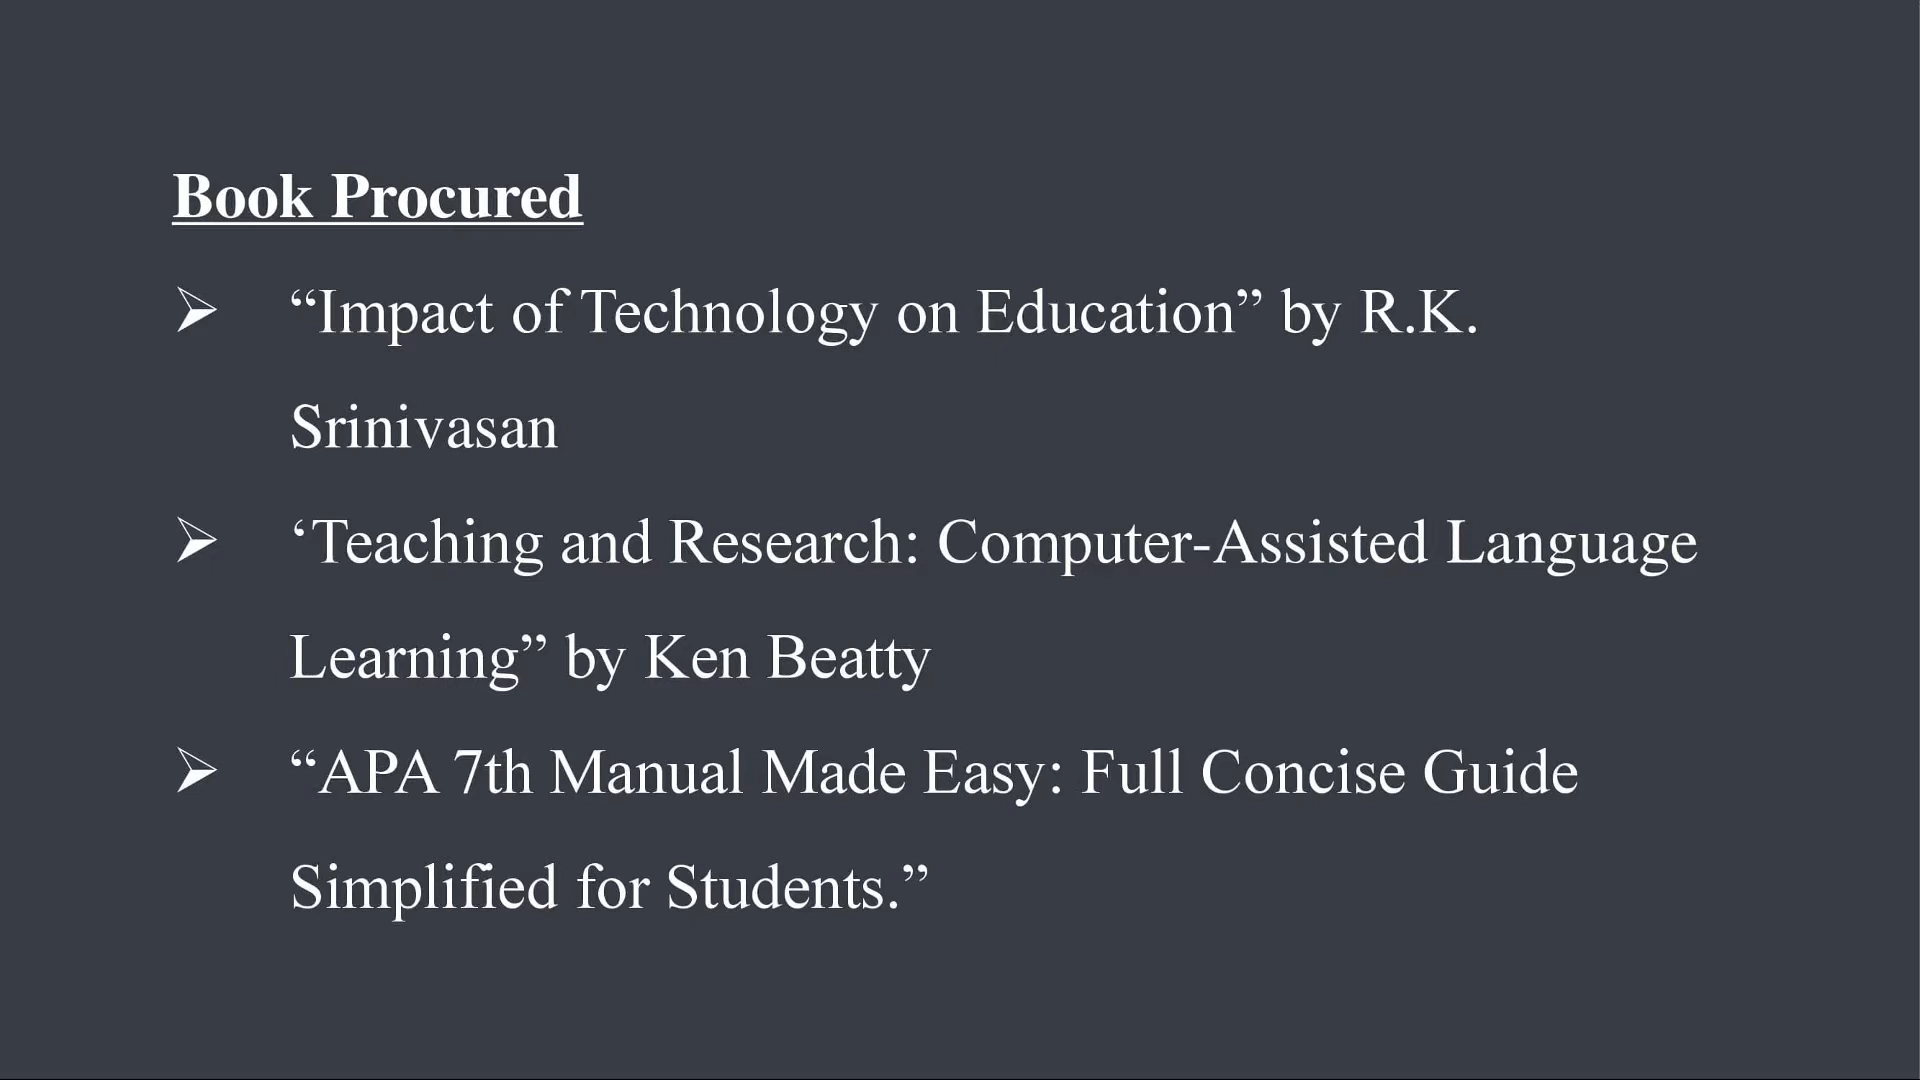 Book Procured
➢ “Impact of Technology on Education” by R.K.
Srinivasan
➢ ‘Teaching and Research: Computer-Assisted Language
Learning” by Ken Beatty
➢ “APA 7th Manual Made Easy: Full Concise Guide
Simplified for Students.”